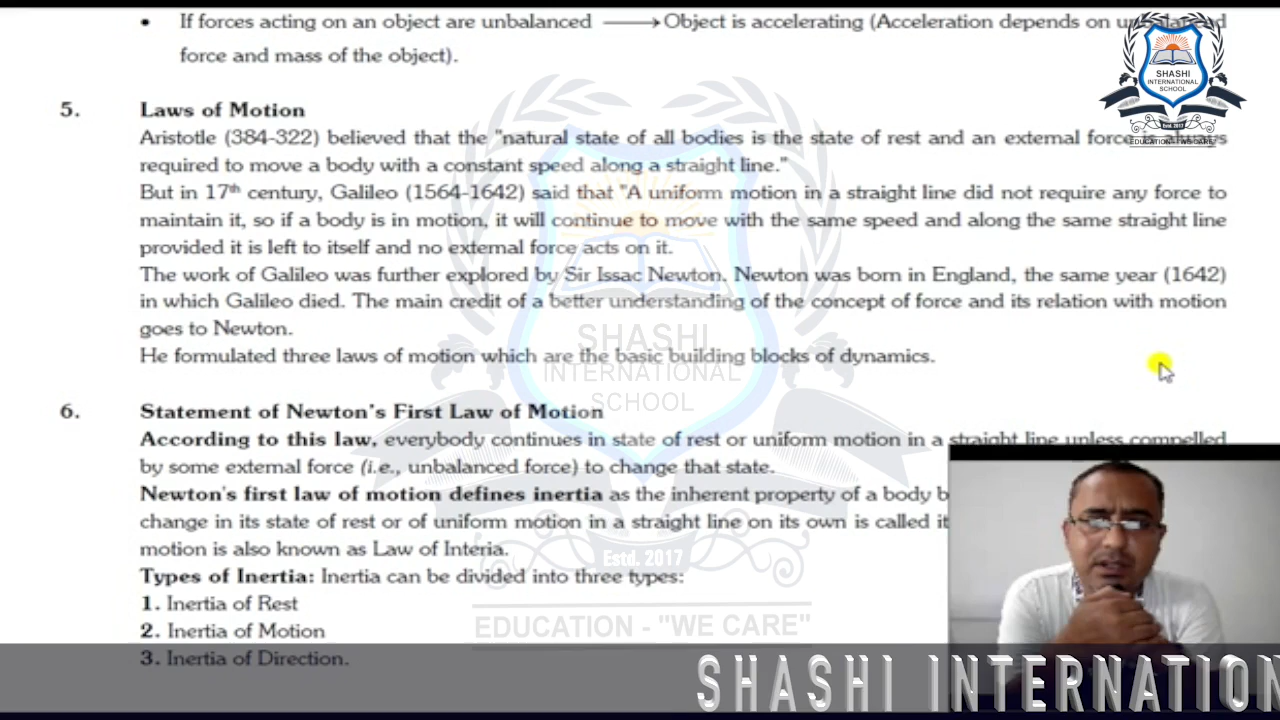 • If forces acting on an object are unbalanced ⟶ Object is accelerating (Acceleration depends on unbalanced
force and mass of the object).
5. Laws of Motion
Aristotle (384-322) believed that the "natural state of all bodies is the state of rest and an external force is always
required to move a body with a constant speed along a straight line."
But in 17th century, Galileo (1564-1642) said that "A uniform motion in a straight line did not require any force to
maintain it, so if a body is in motion, it will continue to move with the same speed and along the same straight line
provided it is left to itself and no external force acts on it.
The work of Galileo was further explored by Sir Issac Newton. Newton was born in England, the same year (1642)
in which Galileo died. The main credit of a better understanding of the concept of force and its relation with motion
goes to Newton.
He formulated three laws of motion which are the basic building blocks of dynamics.
6. Statement of Newton's First Law of Motion
According to this law, everybody continues in state of rest or uniform motion in a straight line unless compelled
by some external force (i.e., unbalanced force) to change that state.
Newton's first law of motion defines inertia as the inherent property of a body b
change in its state of rest or of uniform motion in a straight line on its own is called it
motion is also known as Law of Interia.
Types of Inertia: Inertia can be divided into three types:
1. Inertia of Rest
2. Inertia of Motion
3. Inertia of Direction.
SHASHI
INTERNATIONAL
SCHOOL
Estd. 2017
EDUCATION - "WE CARE"
SHASHI
INTERNATIONAL
SCHOOL
Estd. 2017
EDUCATION - "WE CARE"
SHASHI INTERNATION